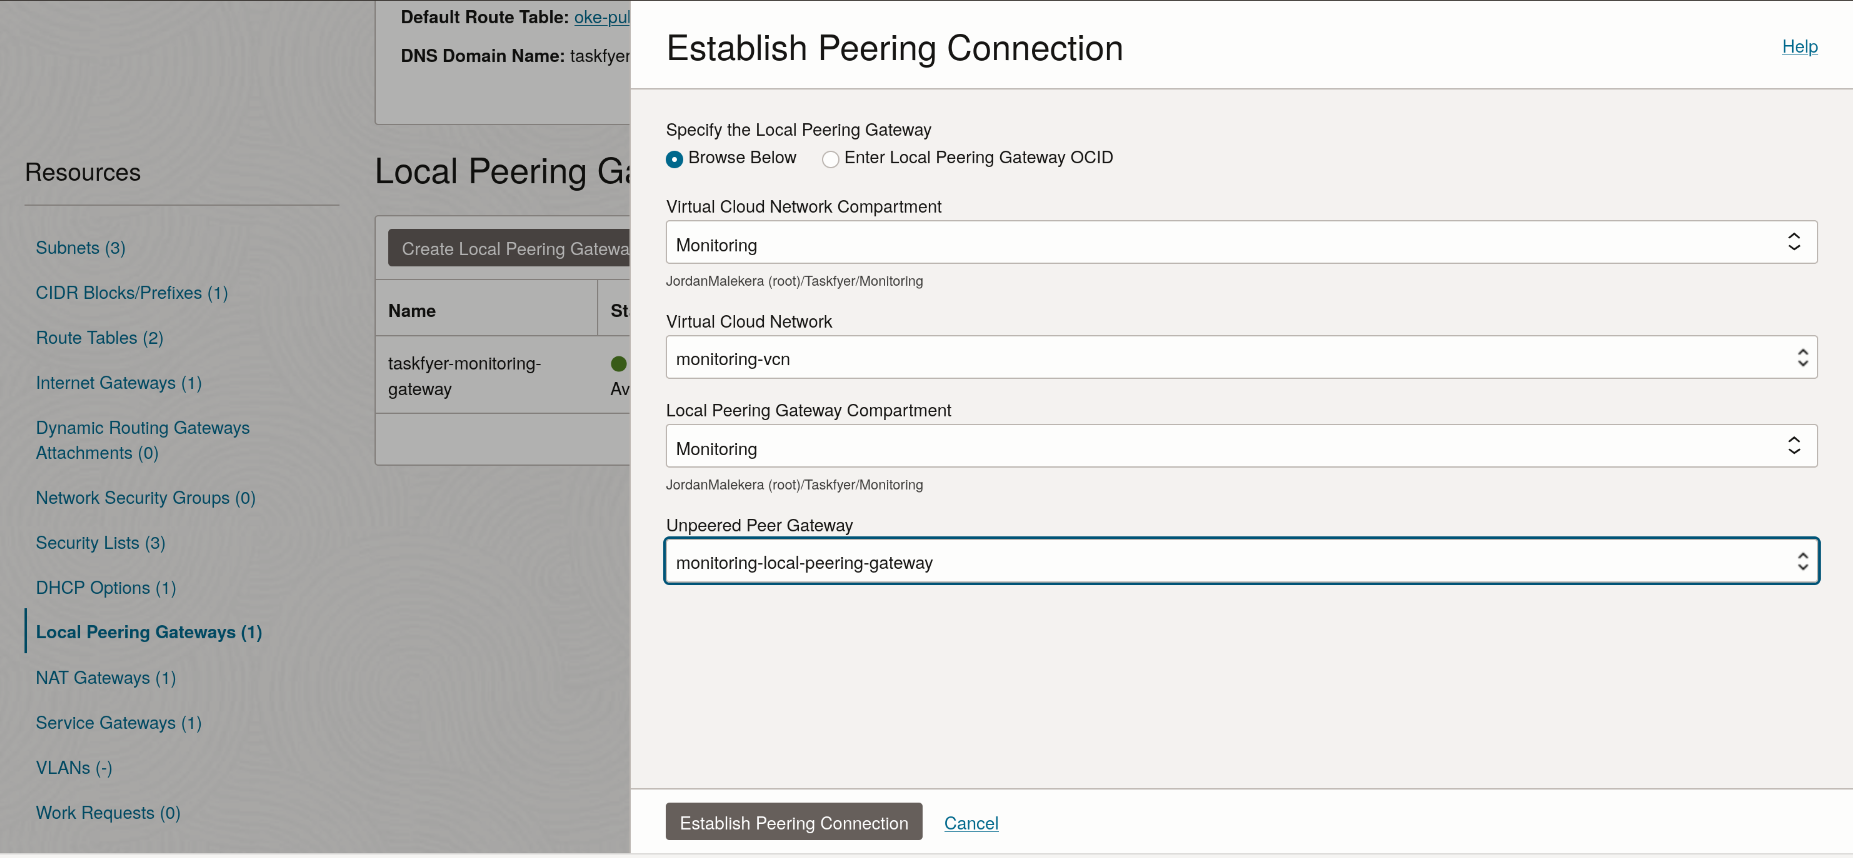 Default Route Table: oke-pul
DNS Domain Name: taskfyer
Resources
Subnets (3)
CIDR Blocks/Prefixes (1)
Route Tables (2)
Internet Gateways (1)
Dynamic Routing Gateways
Attachments (0)
Network Security Groups (0)
Security Lists (3)
DHCP Options (1)
Local Peering Gateways (1)
NAT Gateways (1)
Service Gateways (1)
VLANs (-)
Work Requests (0)
Local Peering Ga
Create Local Peering Gatewa
Name
St
taskfyer-monitoring-
gateway
Av
Establish Peering Connection
Help
Specify the Local Peering Gateway
Browse Below
Enter Local Peering Gateway OCID
Virtual Cloud Network Compartment
Monitoring
JordanMalekera (root)/Taskfyer/Monitoring
Virtual Cloud Network
monitoring-vcn
Local Peering Gateway Compartment
Monitoring
JordanMalekera (root)/Taskfyer/Monitoring
Unpeered Peer Gateway
monitoring-local-peering-gateway
Establish Peering Connection
Cancel